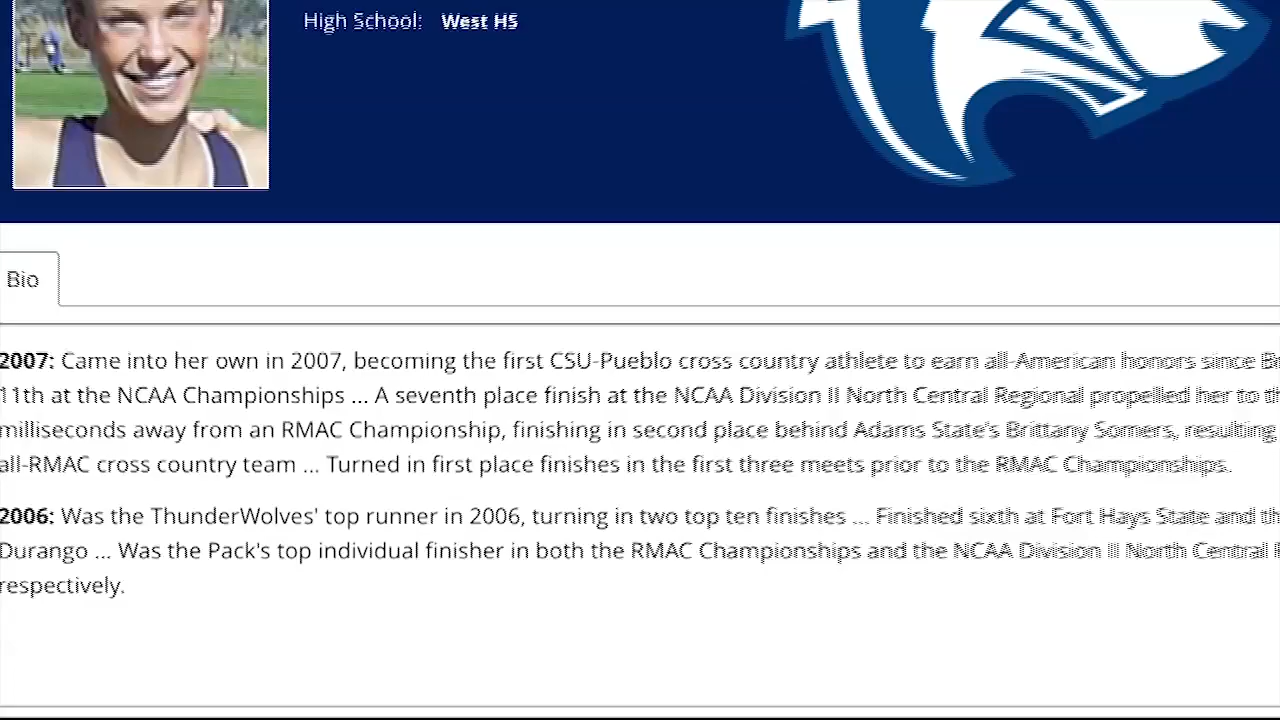 High School: West HS
Bio
2007: Came into her own in 2007, becoming the first CSU-Pueblo cross country athlete to earn all-American honors since
11th at the NCAA Championships ... A seventh place finish at the NCAA Division II North Central Regional propelled her to
milliseconds away from an RMAC Championship, finishing in second place behind Adams State's Brittany Somers, resulting
all-RMAC cross country team ... Turned in first place finishes in the first three meets prior to the RMAC Championships.
2006: Was the ThunderWolves' top runner in 2006, turning in two top ten finishes ... Finished sixth at Fort Hays State and
Durango ... Was the Pack's top individual finisher in both the RMAC Championships and the NCAA Division II North Central
respectively.